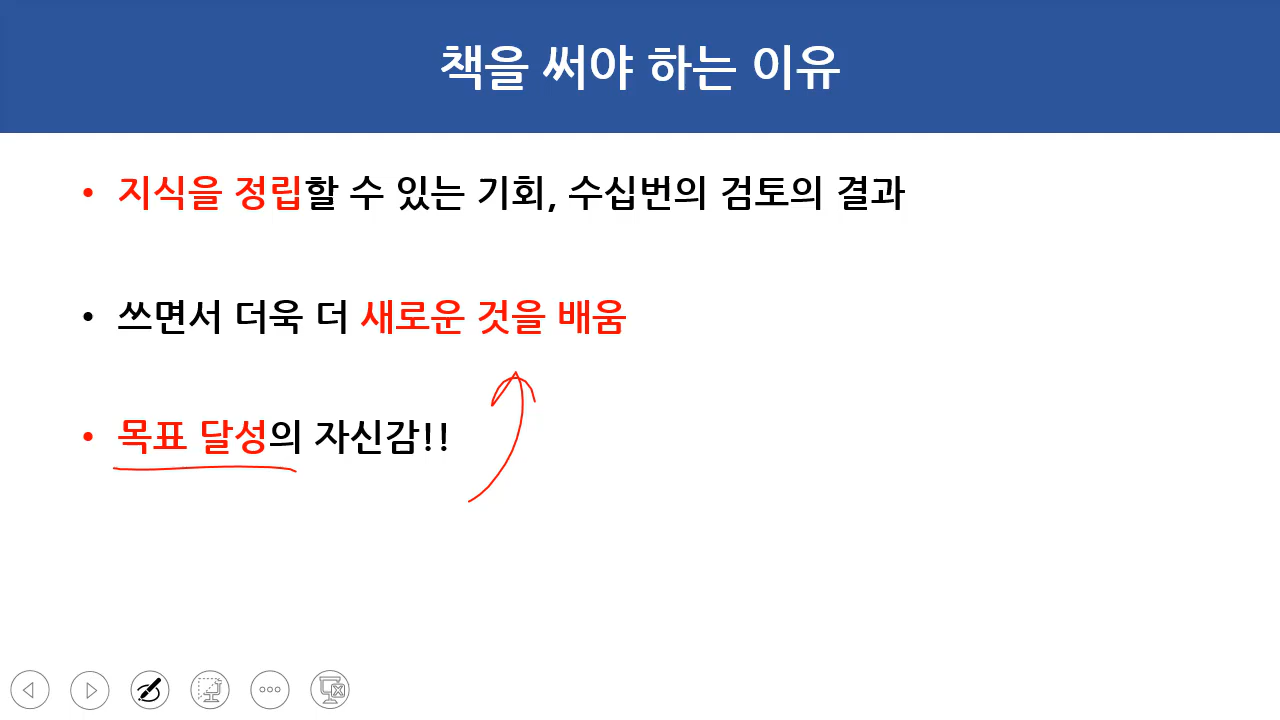 책을 써야 하는 이유
• 지식을 정립할 수 있는 기회, 수십번의 검토의 결과
• 쓰면서 더욱 더 새로운 것을 배움
• 목표 달성의 자신감!!